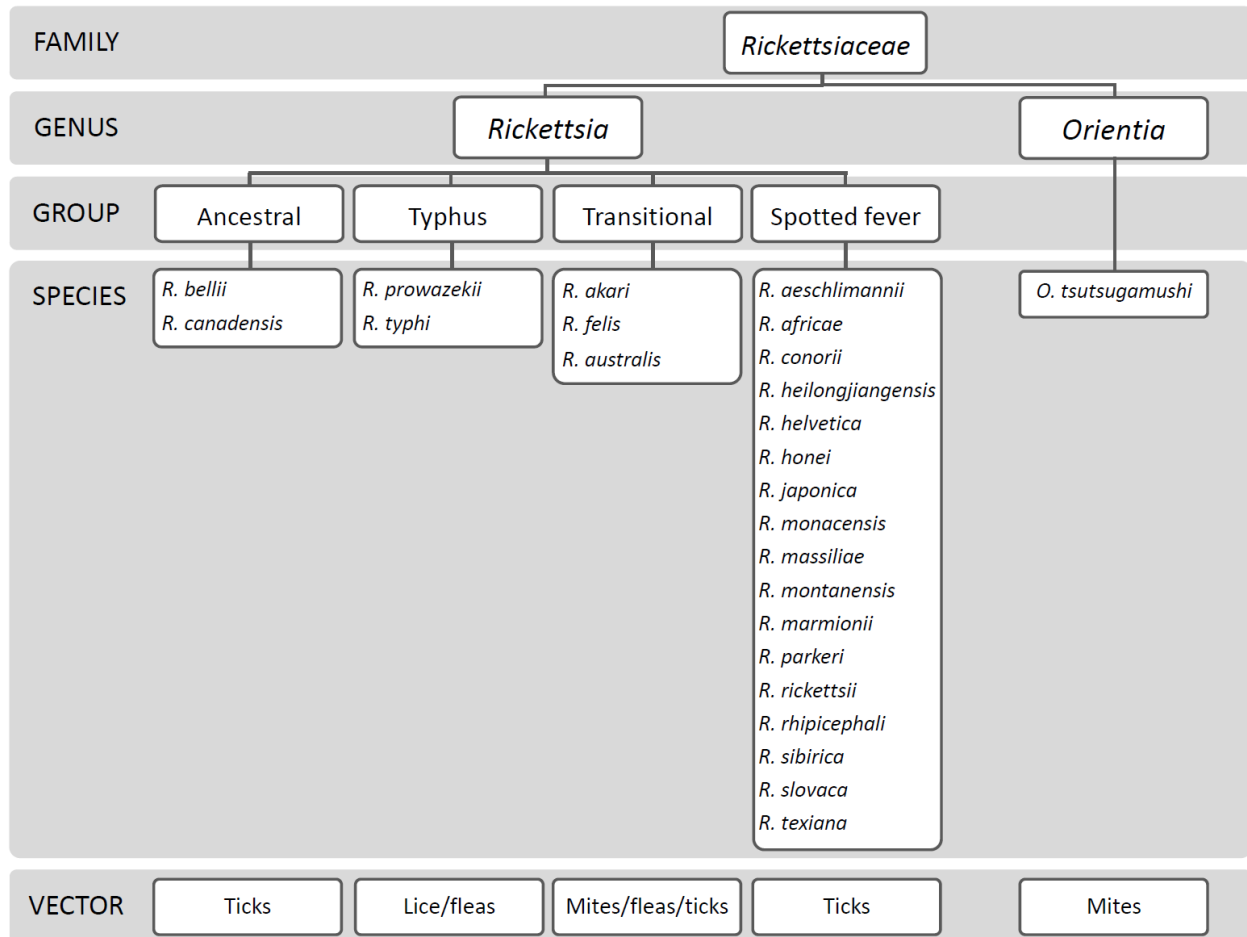 FAMILY
Rickettsiaceae
GENUS
Rickettsia
Orientia
GROUP
Ancestral
Typhus
Transitional
Spotted fever
SPECIES
R. bellii
R. canadensis
R. prowazekii
R. typhi
R. akari
R. felis
R. australis
R. aeschlimannii
R. africae
R. conorii
R. heilongjiangensis
R. helvetica
R. honei
R. japonica
R. monacensis
R. massiliae
R. montanensis
R. marmionii
R. parkeri
R. rickettsii
R. rhipicephali
R. sibirica
R. slovaca
R. texiana
O. tsutsugamushi
VECTOR
Ticks
Lice/fleas
Mites/fleas/ticks
Ticks
Mites